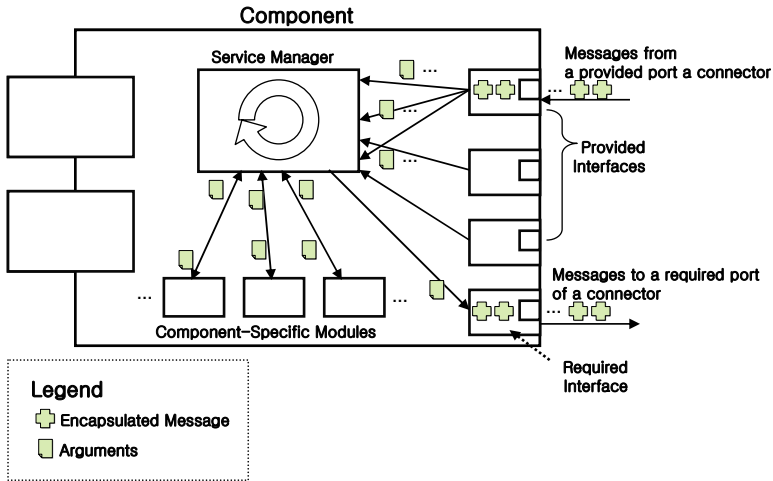 Component
Service Manager
...
...
...
Messages from
a provided port a connector
...
Provided
Interfaces
Messages to a required port
of a connector
...
...
...
Component-Specific Modules
Required
Interface
Legend
Encapsulated Message
Arguments